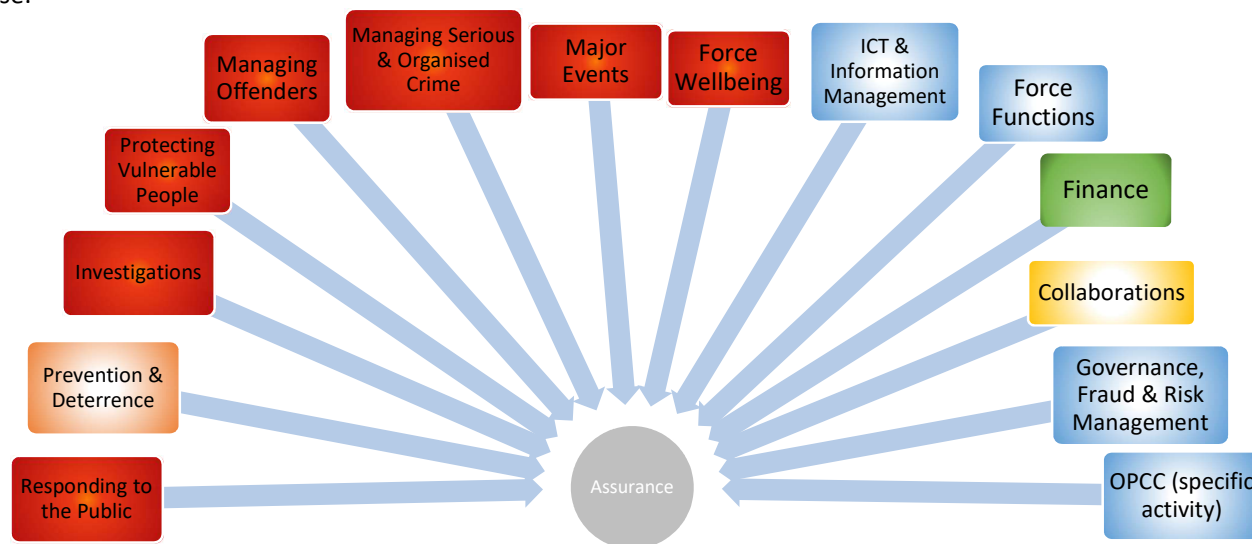 Managing Serious
& Organised
Crime
Major
Events
Force
Wellbeing
ICT &
Information
Management
Managing
Offenders
Force
Functions
Protecting
Vulnerable
People
Finance
Investigations
Collaborations
Prevention &
Deterrence
Governance,
Fraud & Risk
Management
Responding to
the Public
Assurance
OPCC (specific
activity)